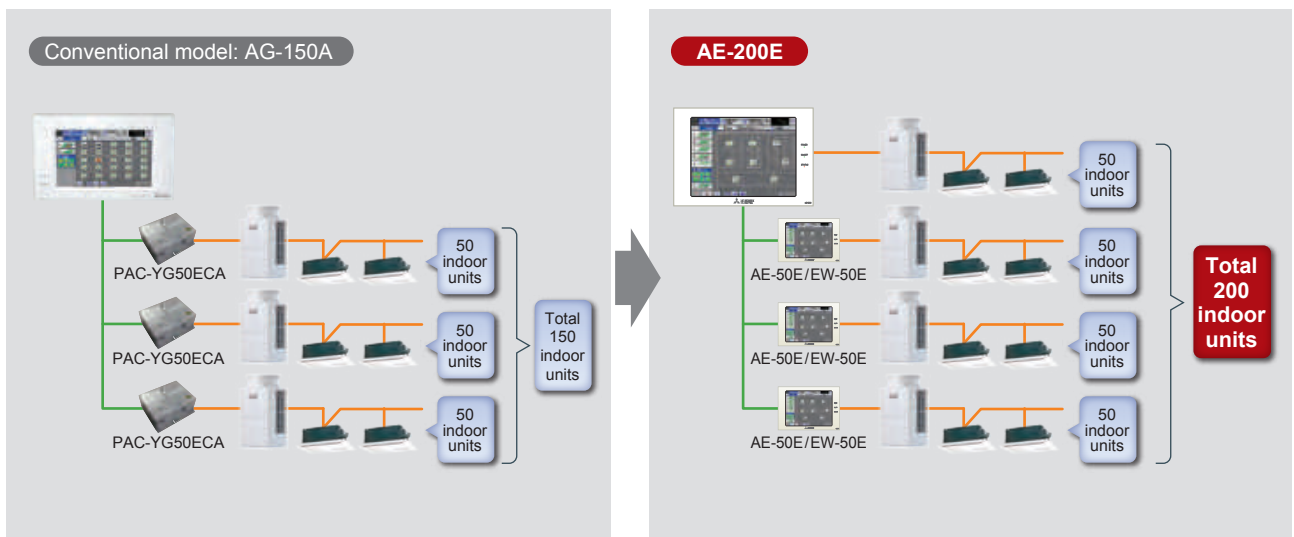 Conventional model: AG-150A
PAC-YG50ECA
50
indoor
units
PAC-YG50ECA
50
indoor
units
PAC-YG50ECA
50
indoor
units
Total
150
indoor
units
AE-200E
50
indoor
units
AE-50E/EW-50E
50
indoor
units
AE-50E/EW-50E
50
indoor
units
AE-50E/EW-50E
50
indoor
units
Total
200
indoor
units